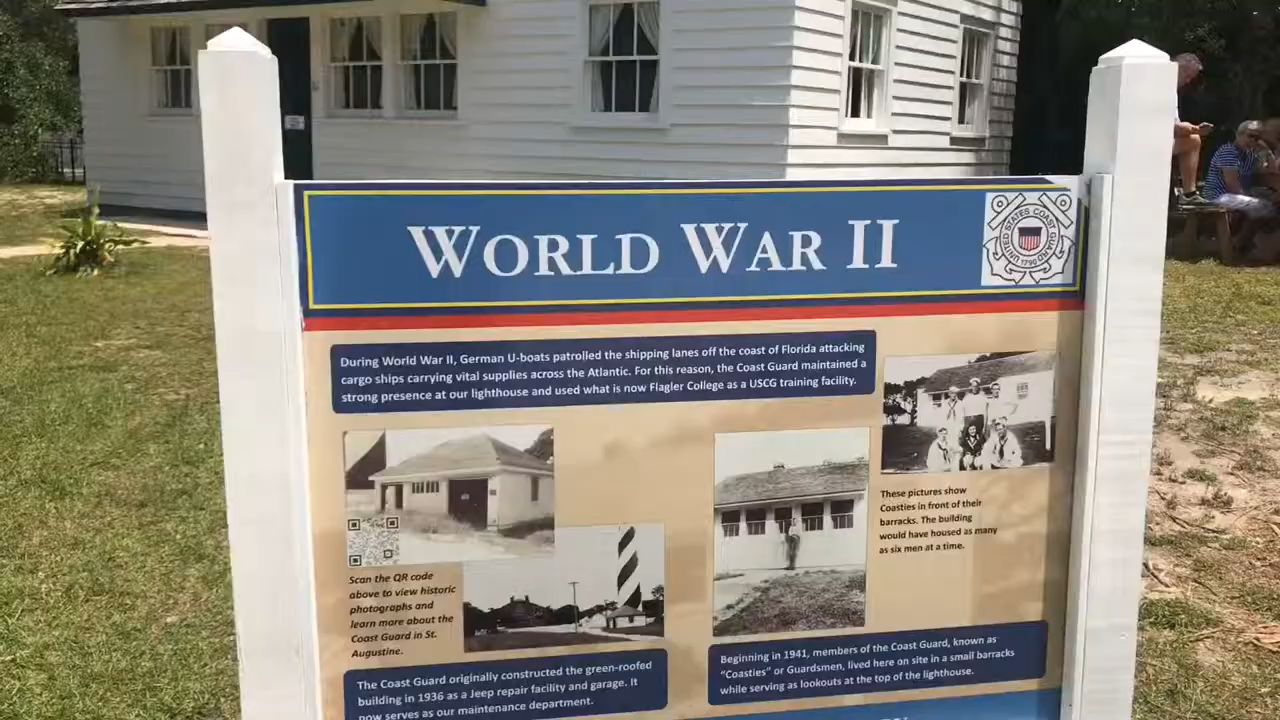 WORLD WAR II
UNITED STATES COAST GUARD
1790
During World War II, German U-boats patrolled the shipping lanes off the coast of Florida attacking
cargo ships carrying vital supplies across the Atlantic. For this reason, the Coast Guard maintained a
strong presence at our lighthouse and used what is now Flagler College as a USCG training facility.
These pictures show
Coasties in front of their
barracks. The building
would have housed as many
as six men at a time.
Scan the QR code
above to view historic
photographs and
learn more about the
Coast Guard in St.
Augustine.
The Coast Guard originally constructed the green-roofed
building in 1936 as a Jeep repair facility and garage. It
now serves as our maintenance department.
Beginning in 1941, members of the Coast Guard, known as
“Coasties” or Guardsmen, lived here on site in a small barracks
while serving as lookouts at the top of the lighthouse.